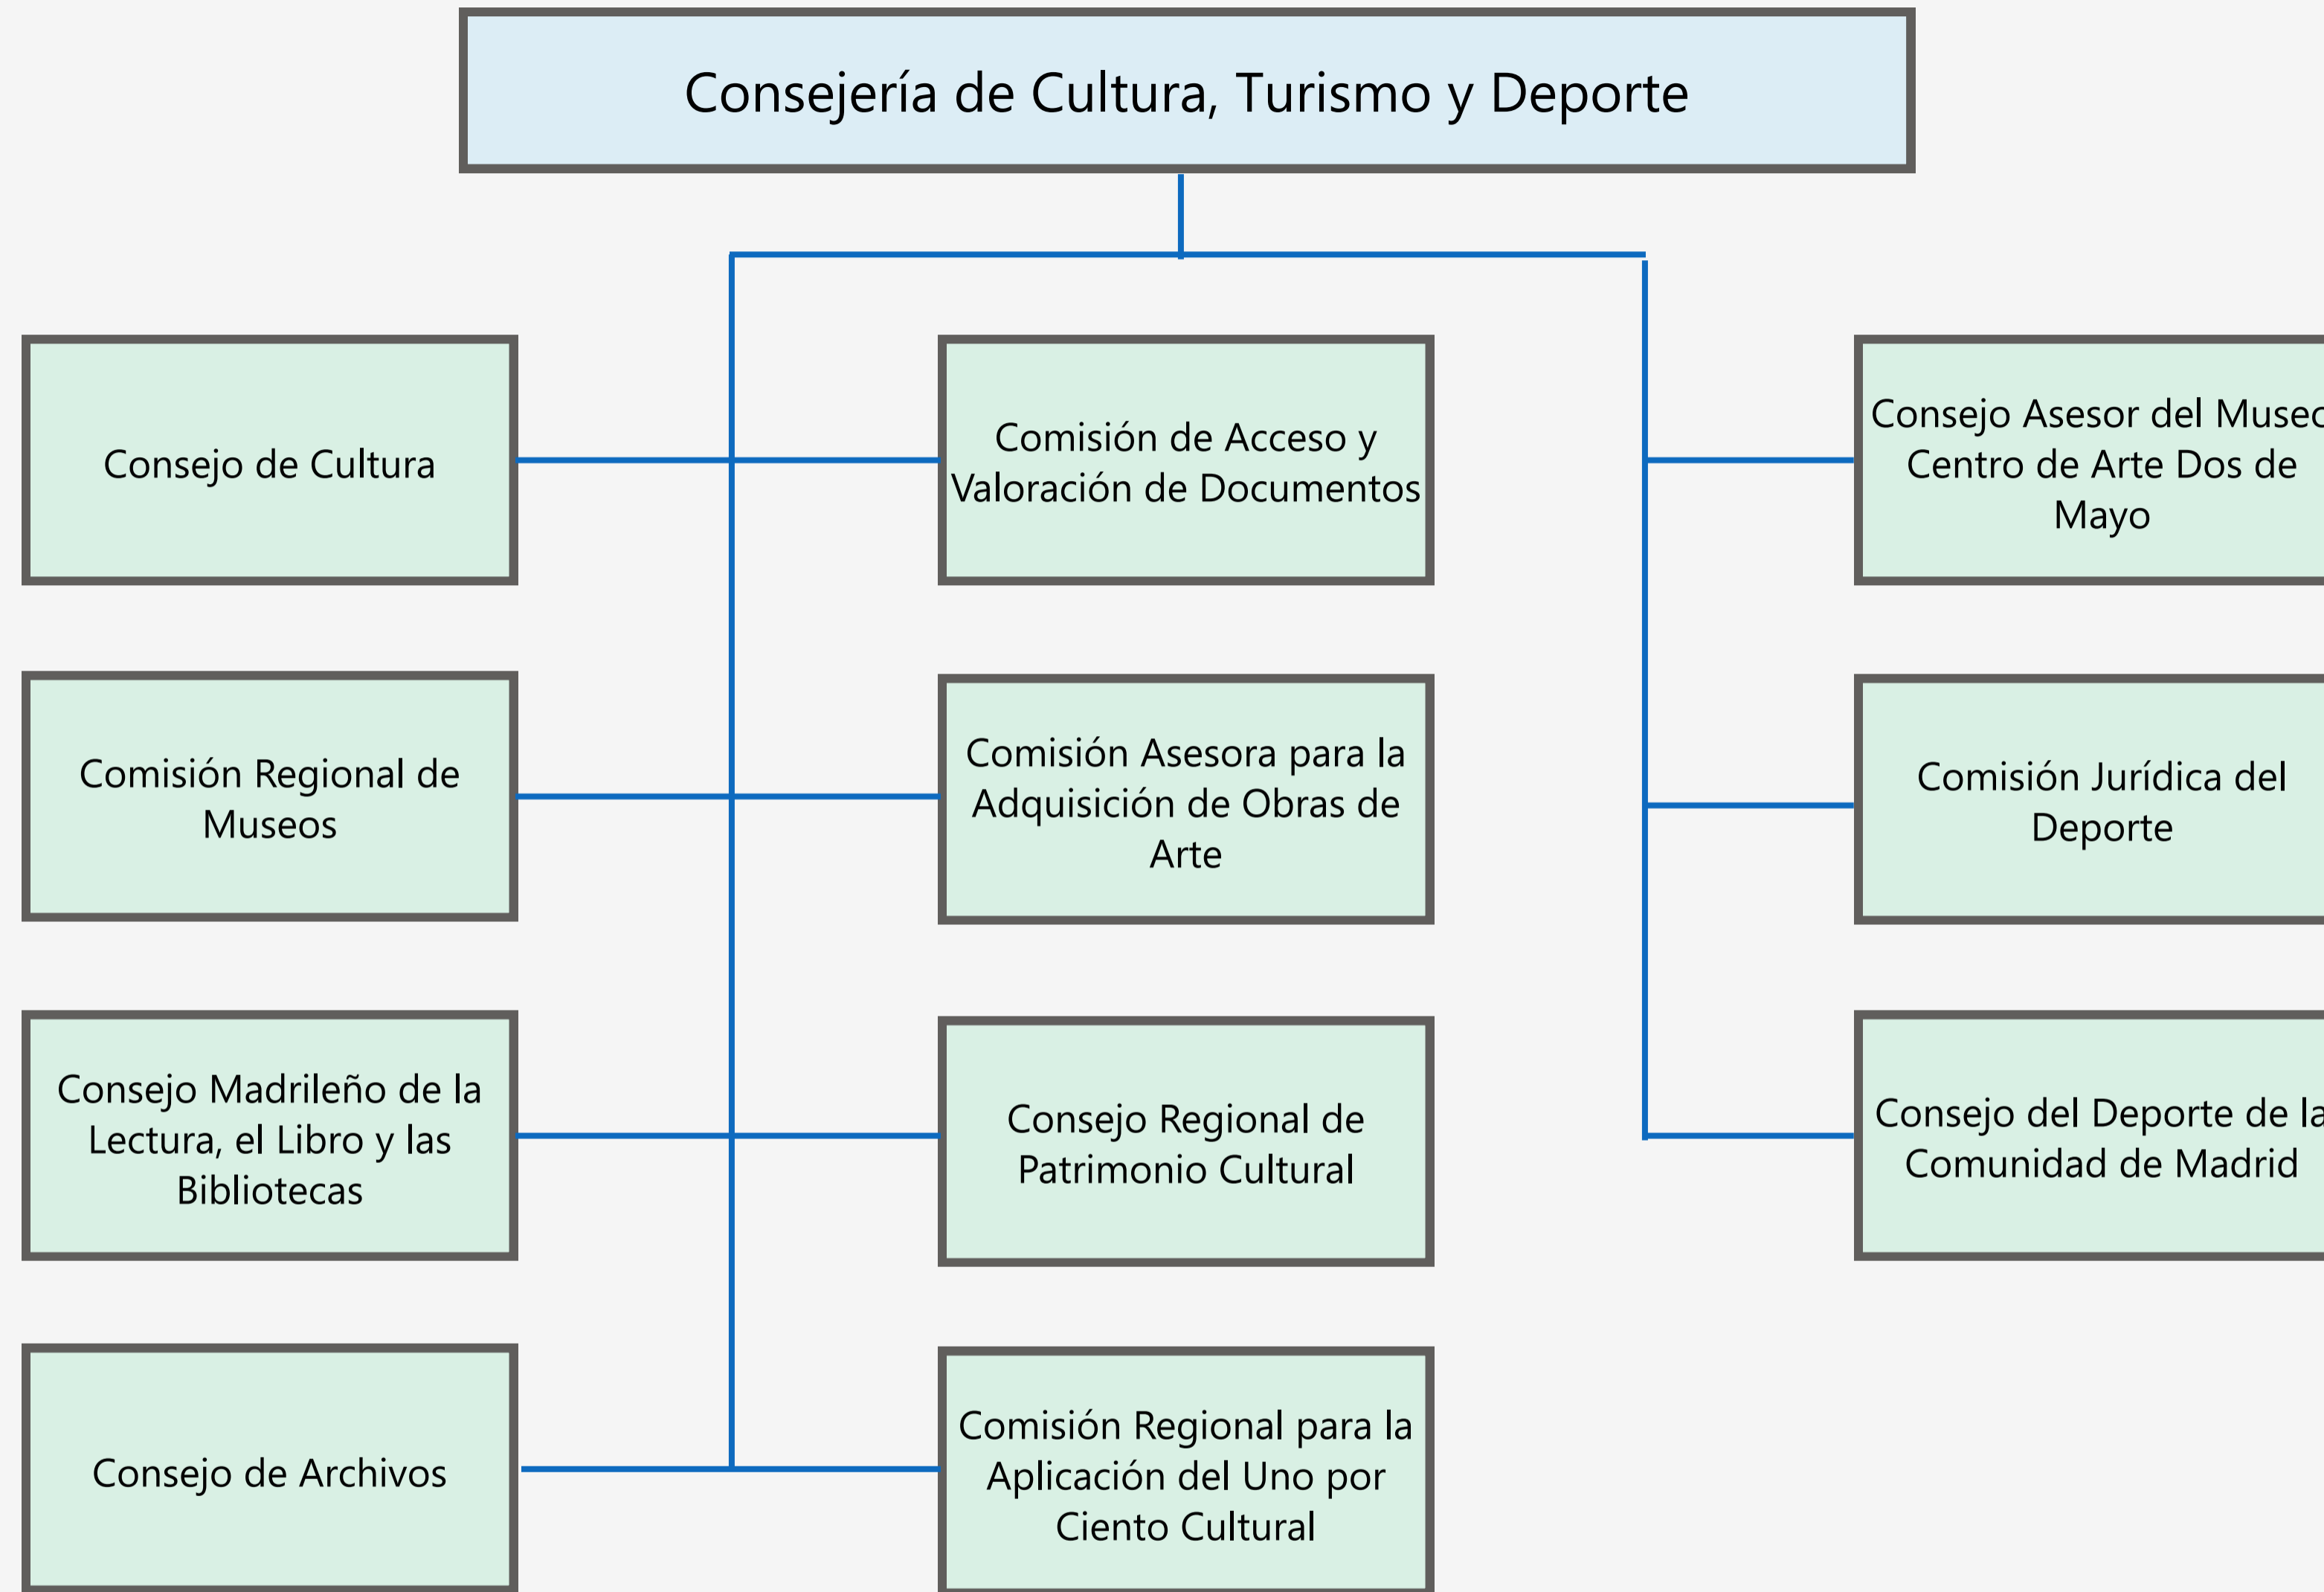 Consejería de Cultura, Turismo y Deporte
Consejo de Cultura
Comisión de Acceso y
Valoración de Documentos
Consejo Asesor del Museo
Centro de Arte Dos de
Mayo
Comisión Regional de
Museos
Comisión Asesora para la
Adquisición de Obras de
Arte
Comisión Jurídica del
Deporte
Consejo Madrileño de la
Lectura, el Libro y las
Bibliotecas
Consejo Regional de
Patrimonio Cultural
Consejo del Deporte de la
Comunidad de Madrid
Consejo de Archivos
Comisión Regional para la
Aplicación del Uno por
Ciento Cultural